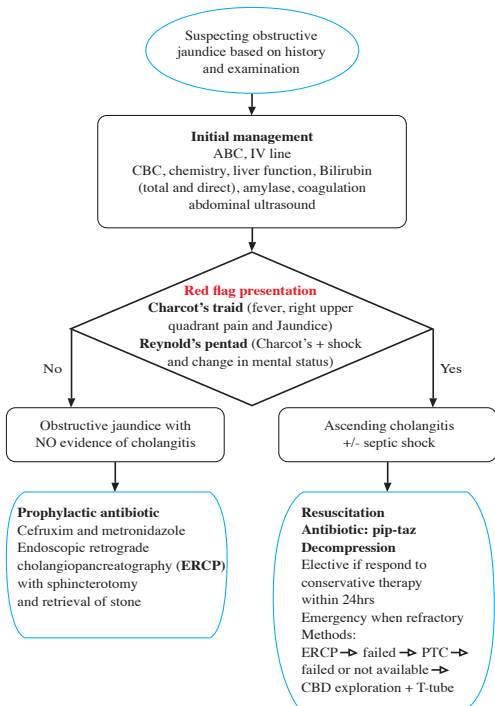 Suspecting obstructive
jaundice based on history
and examination
Initial management
ABC, IV line
CBC, chemistry, liver function, Bilirubin
(total and direct), amylase, coagulation
abdominal ultrasound
Red flag presentation
Charcot's traid (fever, right upper
quadrant pain and Jaundice)
Reynold's pentad (Charcot's + shock
and change in mental status)
No
Yes
Obstructive jaundice with
NO evidence of cholangitis
Ascending cholangitis
+/- septic shock
Prophylactic antibiotic
Cefruxim and metronidazole
Endoscopic retrograde
cholangiopancreatography (ERCP)
with sphincterotomy
and retrieval of stone
Resuscitation
Antibiotic: pip-taz
Decompression
Elective if respond to
conservative therapy
within 24hrs
Emergency when refractory
Methods:
ERCP → failed → PTC →
failed or not available →
CBD exploration + T-tube